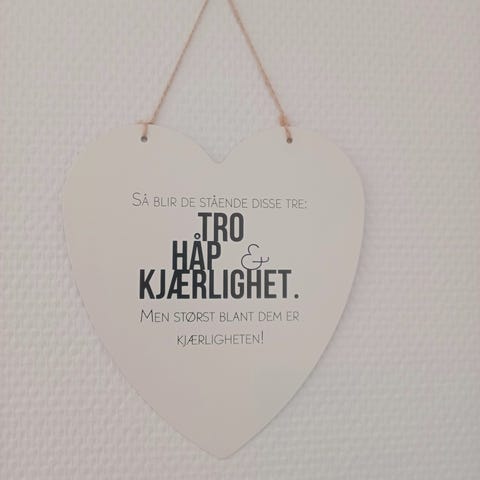 SÅ BLIR DE STÅENDE DISSE TRE:
TRO
HÅP &
KJÆRLIGHET.
MEN STØRST BLANT DEM ER
KJÆRLIGHETEN!